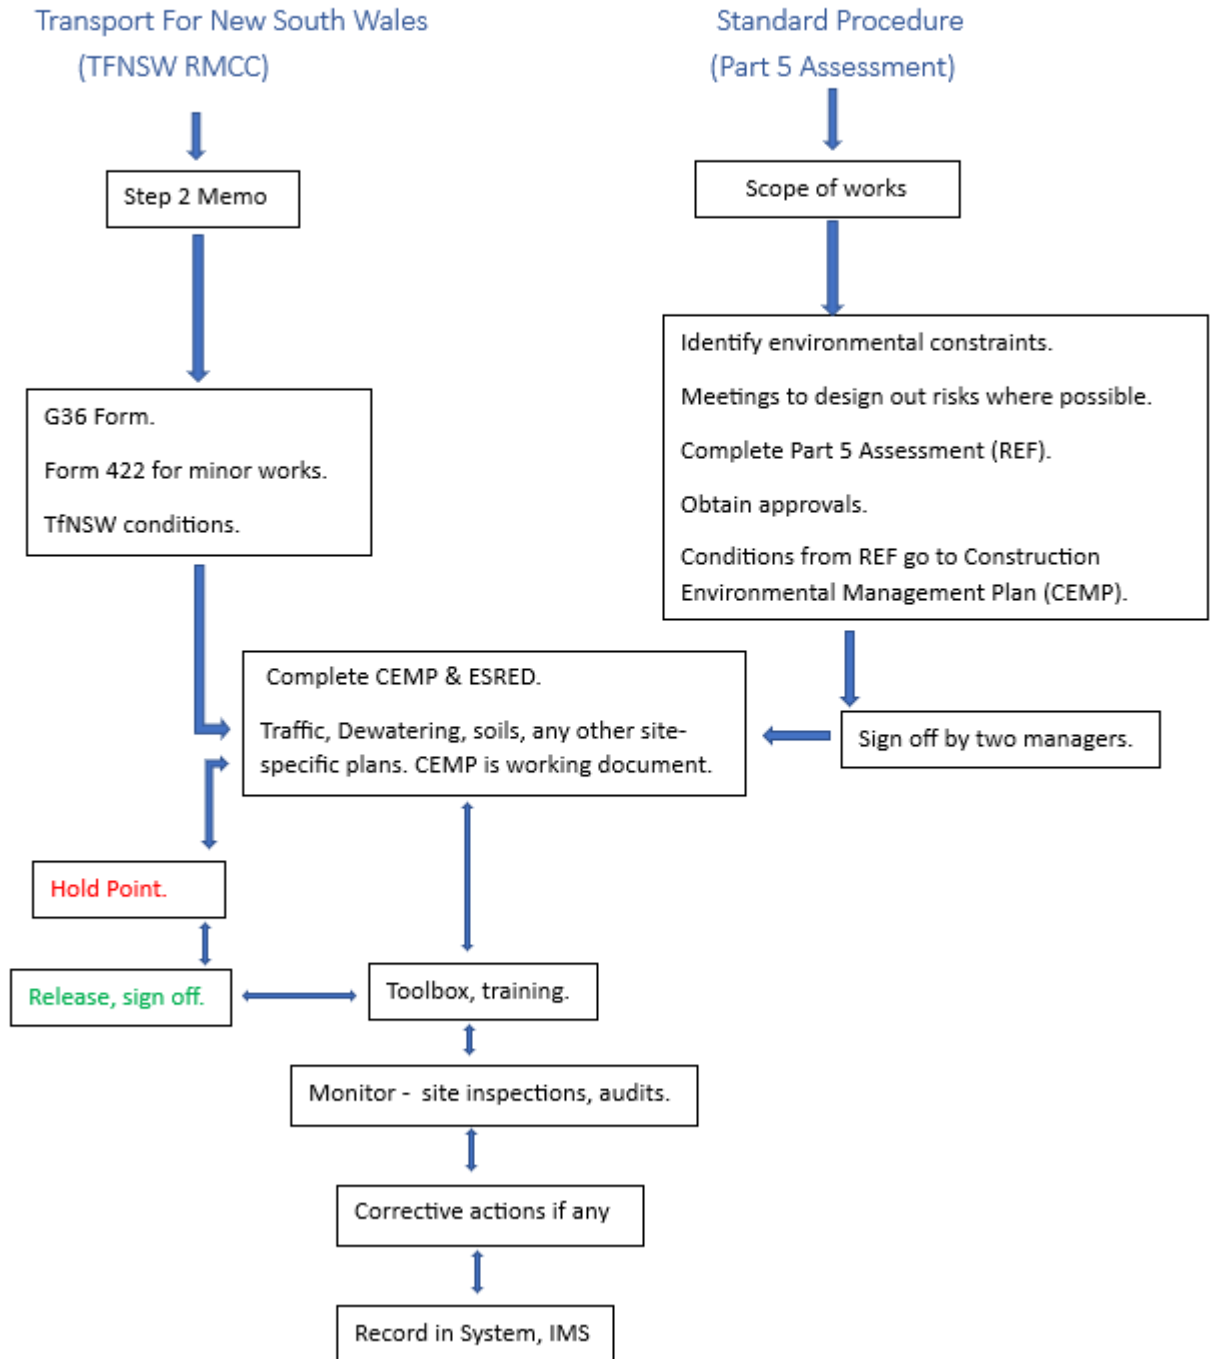 Transport For New South Wales
(TFNSW RMCC)
Standard Procedure
(Part 5 Assessment)
Step 2 Memo
Scope of works
G36 Form.
Form 422 for minor works.
TfNSW conditions.
Identify environmental constraints.
Meetings to design out risks where possible.
Complete Part 5 Assessment (REF).
Obtain approvals.
Conditions from REF go to Construction
Environmental Management Plan (CEMP).
Sign off by two managers.
Complete CEMP & ESRED.
Traffic, Dewatering, soils, any other site-
specific plans. CEMP is working document.
Hold Point.
Release, sign off.
Toolbox, training.
Monitor - site inspections, audits.
Corrective actions if any
Record in System, IMS